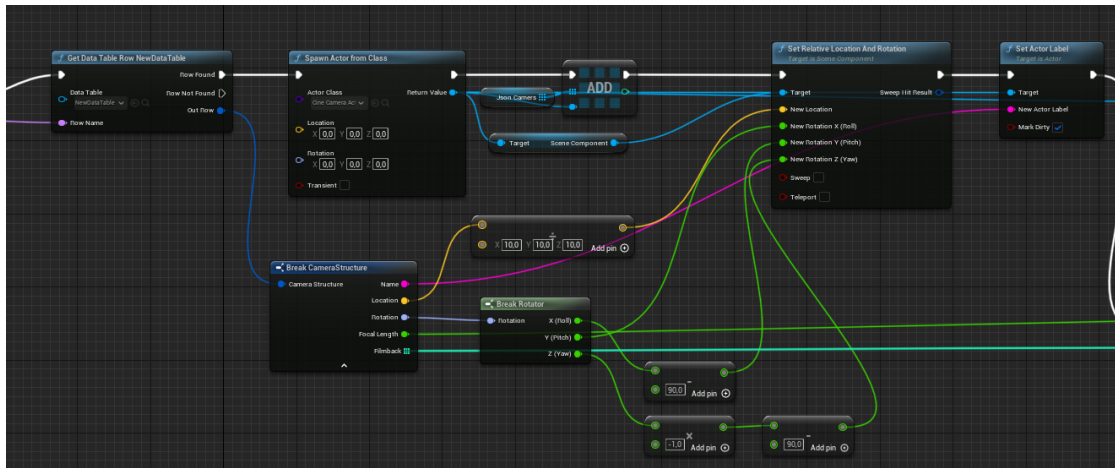 Get Data Table Row NewDataTable
Row Found
Data Table
NewDataTable
Row Not Found
Out Row
Row Name
Spawn Actor from Class
Actor Class
Cine Camera Ac
Return Value
Location
X 0,0 Y 0,0 Z 0,0
Rotation
X 0,0 Y 0,0 Z 0,0
Transient
Json Camers
ADD
Target Scene Component
Set Relative Location And Rotation
Target is Scene Component
Target Sweep Hit Result
New Location
New Rotation X (Roll)
New Rotation Y (Pitch)
New Rotation Z (Yaw)
Sweep
Teleport
Set Actor Label
Target is Actor
Target
New Actor Label
Mark Dirty
÷
X 10,0 Y 10,0 Z 10,0 Add pin
Break CameraStructure
Camera Structure Name
Location
Rotation
Focal Length
Filmback
Break Rotator
Rotation X (Roll)
Y (Pitch)
Z (Yaw)
-
90,0 Add pin
x
-1,0 Add pin
-
90,0 Add pin